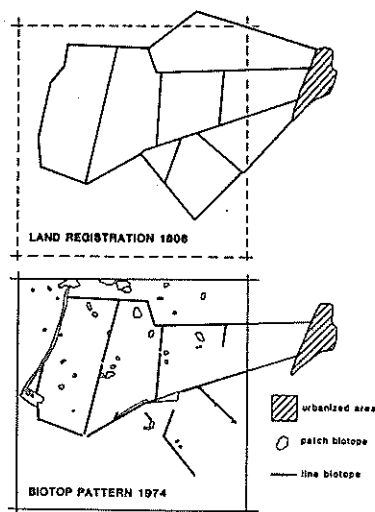 LAND REGISTRATION 1808
urbanized area
patch biotope
line biotope
BIOTOP PATTERN 1974